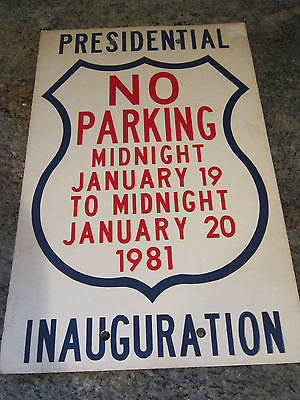 PRESIDENTIAL
NO
PARKING
MIDNIGHT
JANUARY 19
TO MIDNIGHT
JANUARY 20
1981
INAUGURATION